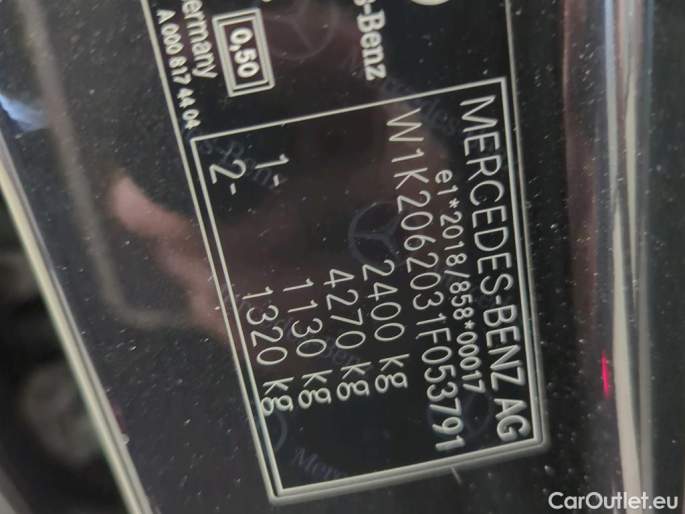 MERCEDES-BENZ AG
e1*2018/858*00017
W1K2062031F053791
2400 kg
4270 kg
1- 1130 kg
2- 1320 kg
s-Benz
0,50
Germany
A 000 817 44 04
CarOutlet.eu